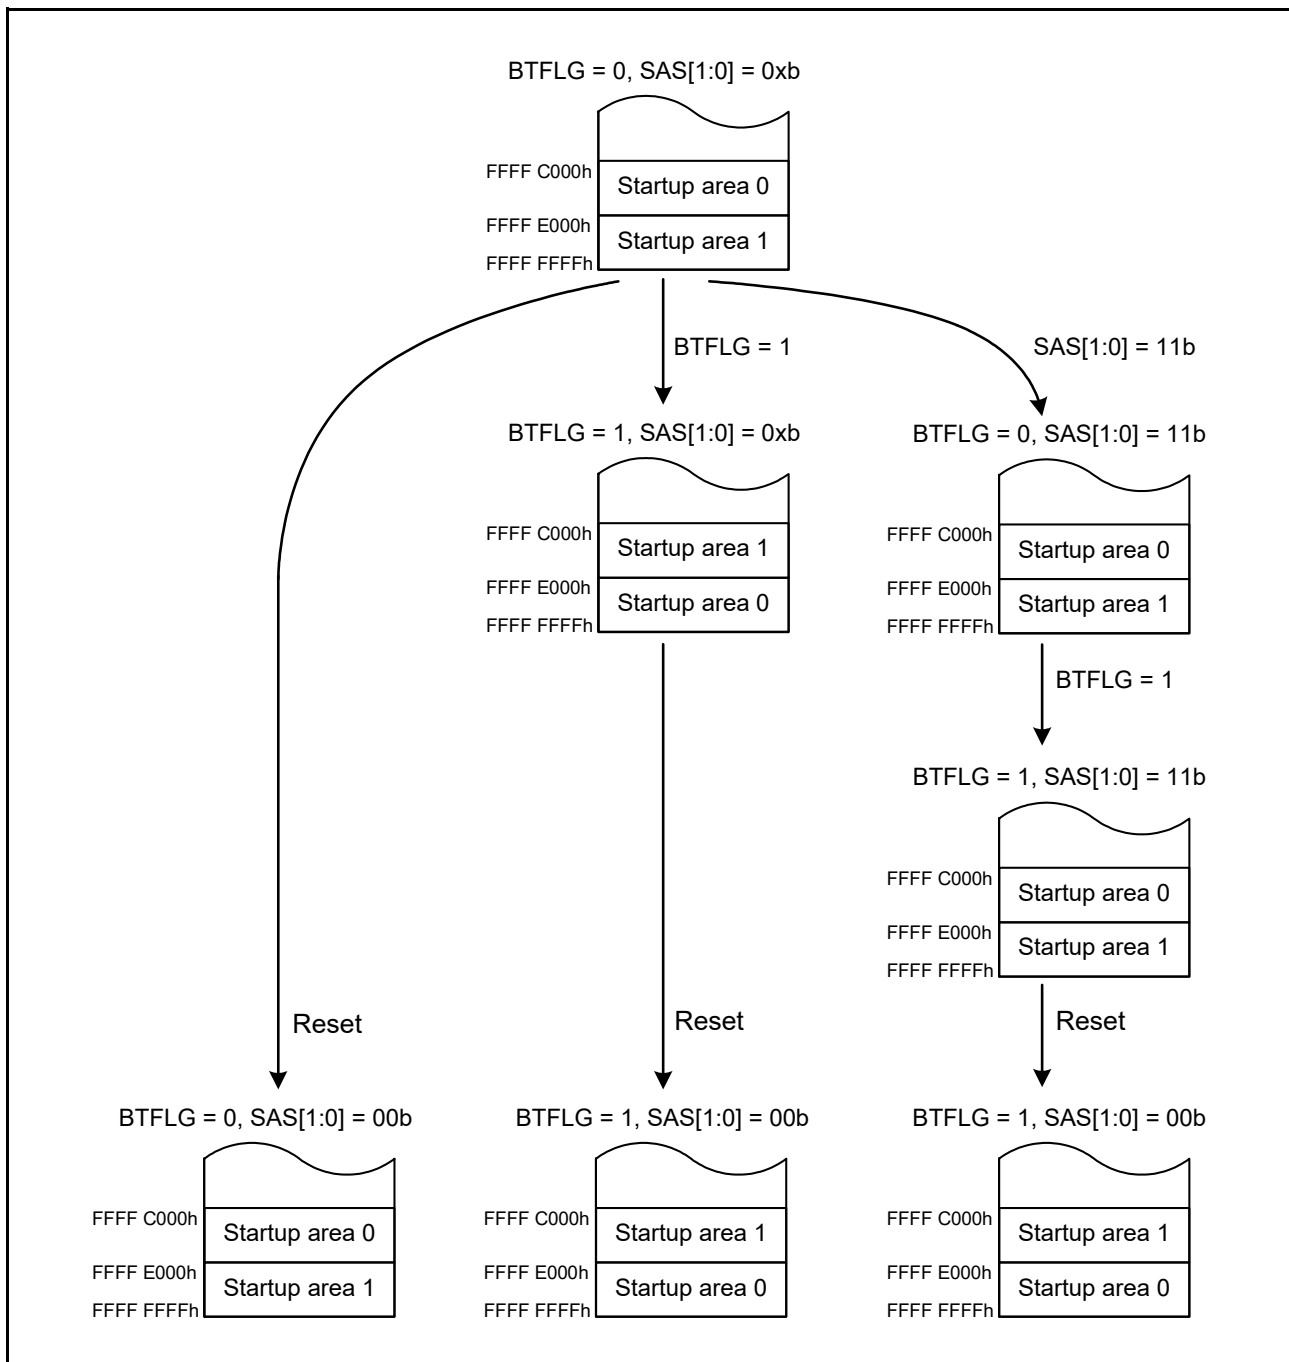 BTFLG = 0, SAS[1:0] = 0xb
FFFF C000h
Startup area 0
FFFF E000h
Startup area 1
FFFF FFFFh
BTFLG = 1
SAS[1:0] = 11b
BTFLG = 1, SAS[1:0] = 0xb
FFFF C000h
Startup area 1
FFFF E000h
Startup area 0
FFFF FFFFh
BTFLG = 0, SAS[1:0] = 11b
FFFF C000h
Startup area 0
FFFF E000h
Startup area 1
FFFF FFFFh
BTFLG = 1
BTFLG = 1, SAS[1:0] = 11b
FFFF C000h
Startup area 0
FFFF E000h
Startup area 1
FFFF FFFFh
Reset
Reset
Reset
BTFLG = 0, SAS[1:0] = 00b
FFFF C000h
Startup area 0
FFFF E000h
Startup area 1
FFFF FFFFh
BTFLG = 1, SAS[1:0] = 00b
FFFF C000h
Startup area 1
FFFF E000h
Startup area 0
FFFF FFFFh
BTFLG = 1, SAS[1:0] = 00b
FFFF C000h
Startup area 1
FFFF E000h
Startup area 0
FFFF FFFFh